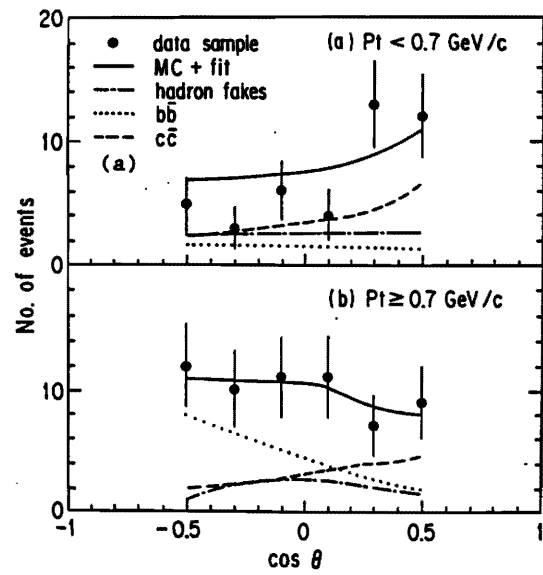 20
data sample
(a) Pt < 0.7 GeV/c
MC + fit
hadron fakes
bb̄
cc̄
(a)
10
0
No. of events
(b) Pt ≥ 0.7 GeV/c
10
0
-1 -0.5 0 0.5 1
cos θ